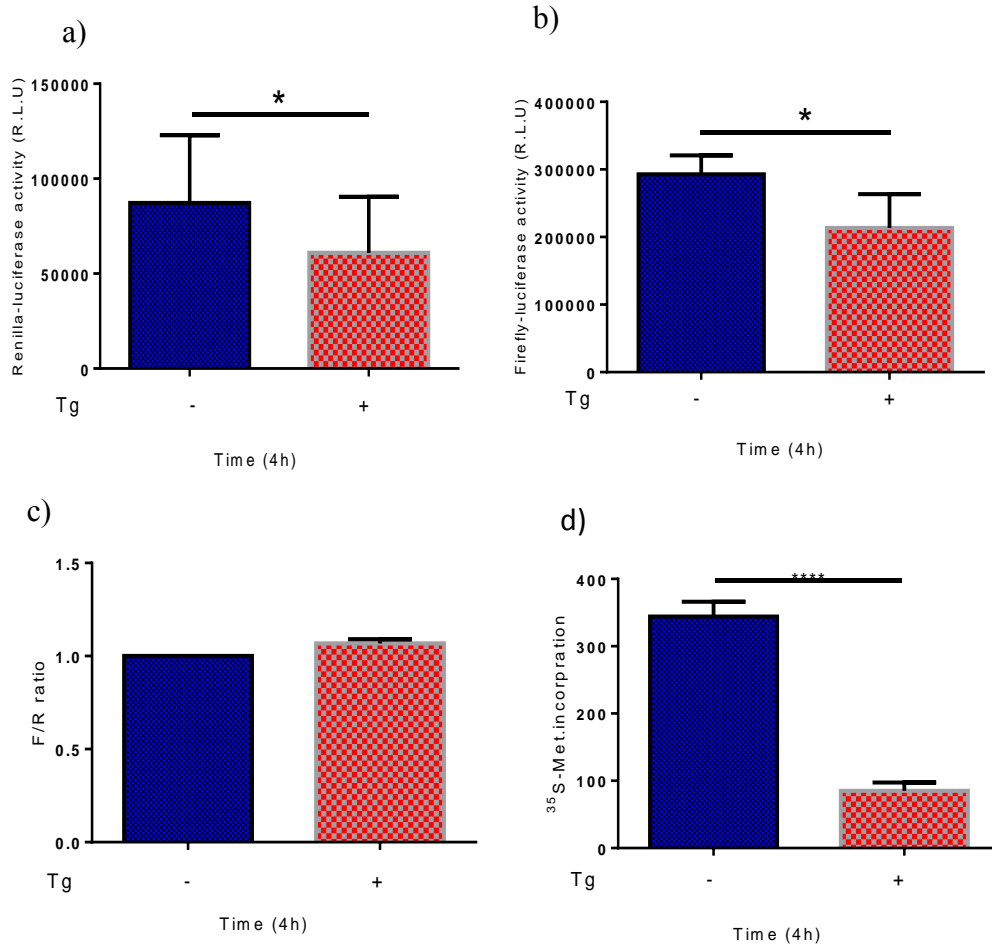 a)
Renilla-luciferase activity (R.L.U)
150000
100000
50000
0
*
Tg - +
Time (4h)
b)
Firefly-luciferase activity (R.L.U)
400000
300000
200000
100000
0
*
Tg - +
Time (4h)
c)
F/R ratio
1.5
1.0
0.5
0.0
Tg - +
Time (4h)
d)
³⁵S-Met.incorpration
400
300
200
100
0
****
Tg - +
Time (4h)